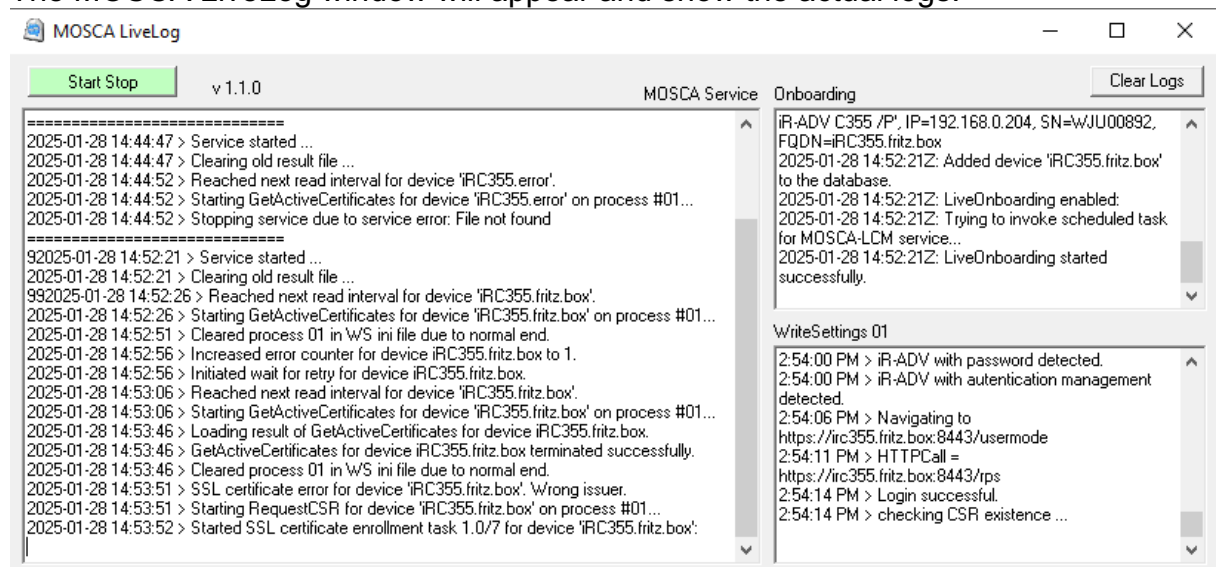 The MOSCA LiveLog window will appear and show the actual logs.
MOSCA LiveLog
Start Stop
v 1.1.0
MOSCA Service
==============================
2025-01-28 14:44:47 > Service started ...
2025-01-28 14:44:47 > Clearing old result file ...
2025-01-28 14:44:52 > Reached next read interval for device 'iRC355.error'.
2025-01-28 14:44:52 > Starting GetActiveCertificates for device 'iRC355.error' on process #01...
2025-01-28 14:44:52 > Stopping service due to service error: File not found
==============================
92025-01-28 14:52:21 > Service started ...
2025-01-28 14:52:21 > Clearing old result file ...
992025-01-28 14:52:26 > Reached next read interval for device 'iRC355.fritz.box'.
2025-01-28 14:52:26 > Starting GetActiveCertificates for device 'iRC355.fritz.box' on process #01...
2025-01-28 14:52:51 > Cleared process 01 in WS ini file due to normal end.
2025-01-28 14:52:56 > Increased error counter for device iRC355.fritz.box to 1.
2025-01-28 14:52:56 > Initiated wait for retry for device iRC355.fritz.box.
2025-01-28 14:53:06 > Reached next read interval for device 'iRC355.fritz.box'.
2025-01-28 14:53:06 > Starting GetActiveCertificates for device 'iRC355.fritz.box' on process #01...
2025-01-28 14:53:46 > Loading result of GetActiveCertificates for device iRC355.fritz.box.
2025-01-28 14:53:46 > GetActiveCertificates for device iRC355.fritz.box terminated successfully.
2025-01-28 14:53:46 > Cleared process 01 in WS ini file due to normal end.
2025-01-28 14:53:51 > SSL certificate error for device 'iRC355.fritz.box'. Wrong issuer.
2025-01-28 14:53:51 > Starting RequestCSR for device 'iRC355.fritz.box' on process #01...
2025-01-28 14:53:52 > Started SSL certificate enrollment task 1.0/7 for device 'iRC355.fritz.box':
Onboarding
Clear Logs
iR-ADV C355 /P', IP=192.168.0.204, SN=WJU00892,
FQDN=iRC355.fritz.box
2025-01-28 14:52:21Z: Added device 'iRC355.fritz.box'
to the database.
2025-01-28 14:52:21Z: LiveOnboarding enabled:
2025-01-28 14:52:21Z: Trying to invoke scheduled task
for MOSCA-LCM service...
2025-01-28 14:52:21Z: LiveOnboarding started
successfully.
WriteSettings 01
2:54:00 PM > iR-ADV with password detected.
2:54:00 PM > iR-ADV with autentication management
detected.
2:54:06 PM > Navigating to
https://irc355.fritz.box:8443/usermode
2:54:11 PM > HTTPCall =
https://irc355.fritz.box:8443/rps
2:54:14 PM > Login successful.
2:54:14 PM > checking CSR existence ...